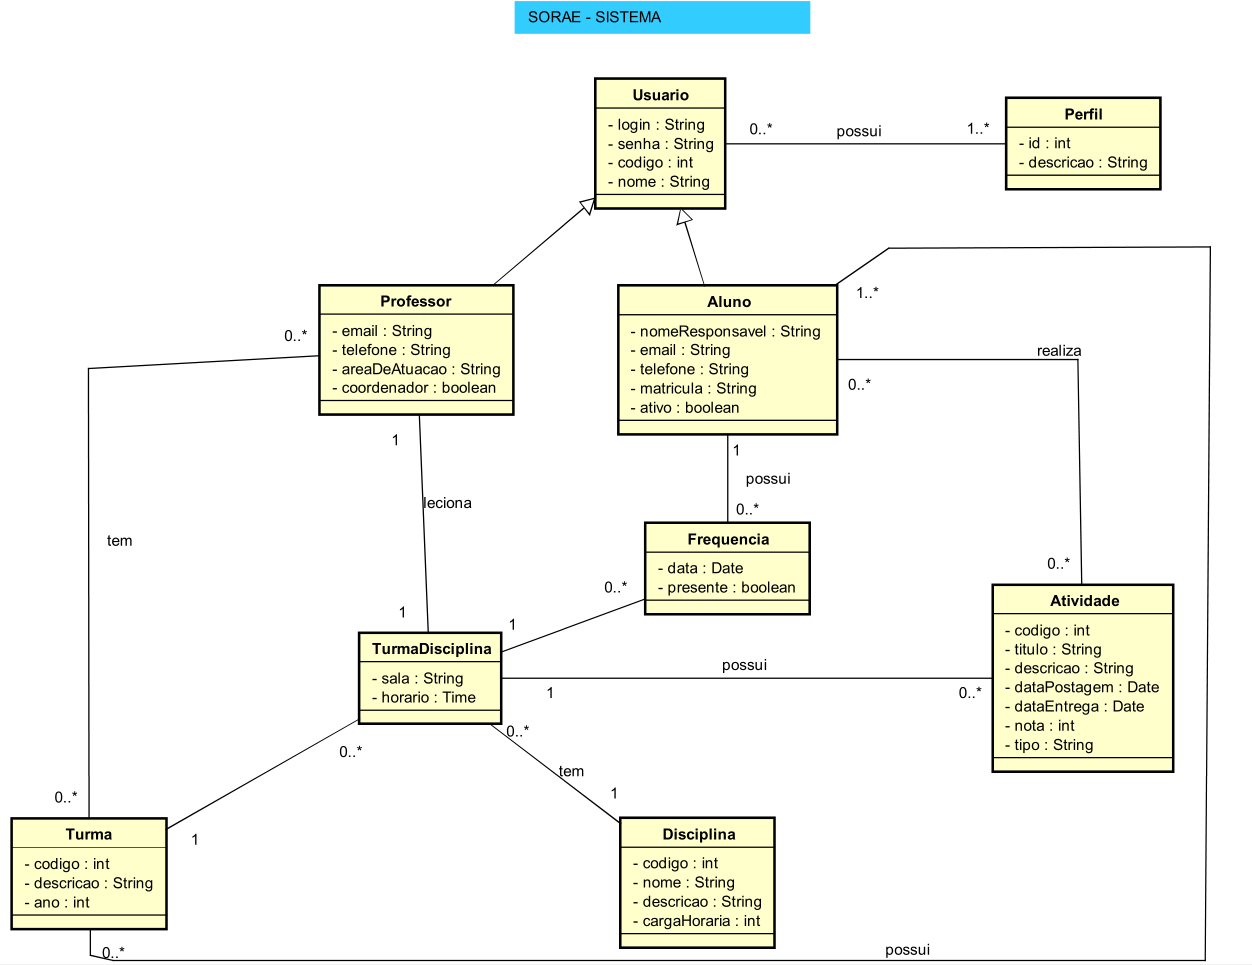 SORAE - SISTEMA
Usuario
- login : String
- senha : String
- codigo : int
- nome : String
0..*
possui
1..*
Perfil
- id : int
- descricao : String
Professor
- email : String
- telefone : String
- areaDeAtuacao : String
- coordenador : boolean
0..*
1
Aluno
- nomeResponsavel : String
- email : String
- telefone : String
- matricula : String
- ativo : boolean
1..*
realiza
0..*
1
possui
0..*
leciona
tem
Frequencia
- data : Date
- presente : boolean
0..*
1
1
0..*
Atividade
- codigo : int
- titulo : String
- descricao : String
- dataPostagem : Date
- dataEntrega : Date
- nota : int
- tipo : String
TurmaDisciplina
- sala : String
- horario : Time
possui
1
0..*
0..*
0..*
tem
1
0..*
1
Turma
- codigo : int
- descricao : String
- ano : int
Disciplina
- codigo : int
- nome : String
- descricao : String
- cargaHoraria : int
0..*
possui